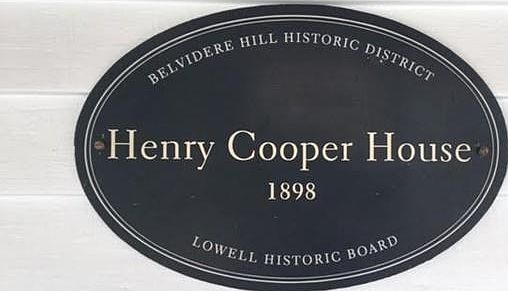 BELVIDERE HILL HISTORIC DISTRICT
Henry Cooper House
1898
LOWELL HISTORIC BOARD